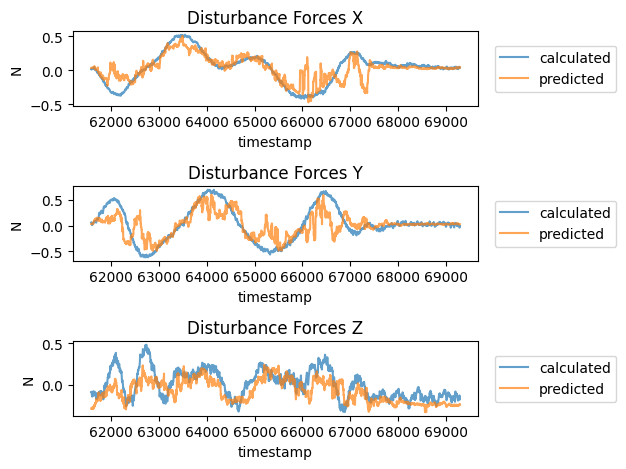 Disturbance Forces X
0.5
0.0
−0.5
N
62000 63000 64000 65000 66000 67000 68000 69000
timestamp
calculated
predicted
Disturbance Forces Y
0.5
0.0
−0.5
N
62000 63000 64000 65000 66000 67000 68000 69000
timestamp
calculated
predicted
Disturbance Forces Z
0.5
0.0
N
62000 63000 64000 65000 66000 67000 68000 69000
timestamp
calculated
predicted